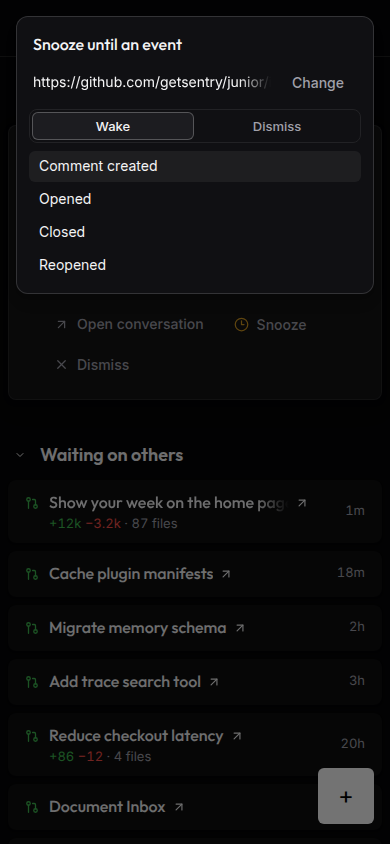 Snooze until an event
https://github.com/getsentry/junior/
Change
Wake
Dismiss
Comment created
Opened
Closed
Reopened
Open conversation
Snooze
Dismiss
Waiting on others
Show your week on the home page
1m
+12k −3.2k · 87 files
Cache plugin manifests
18m
Migrate memory schema
2h
Add trace search tool
3h
Reduce checkout latency
20h
+86 −12 · 4 files
Document Inbox
+